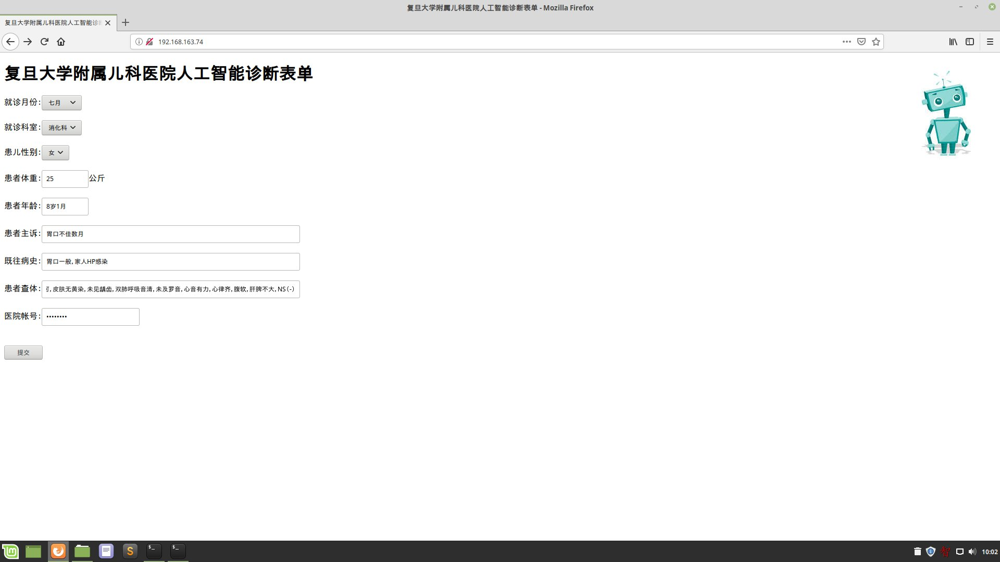 复旦大学附属儿科医院人工智能诊断表单 - Mozilla Firefox
复旦大学附属儿科医院人工智能诊
192.168.163.74
复旦大学附属儿科医院人工智能诊断表单
就诊月份: 七月
就诊科室: 消化科
患儿性别: 女
患者体重: 25 公斤
患者年龄: 8岁1月
患者主诉: 胃口不佳数月
既往病史: 胃口一般,家人HP感染
患者查体: ,皮肤无黄染,未见龋齿,双肺呼吸音清,未及罗音,心音有力,心律齐,腹软,肝脾不大,NS(-)
医院帐号: ••••••••
提交
S
$_
$_
智
10:02